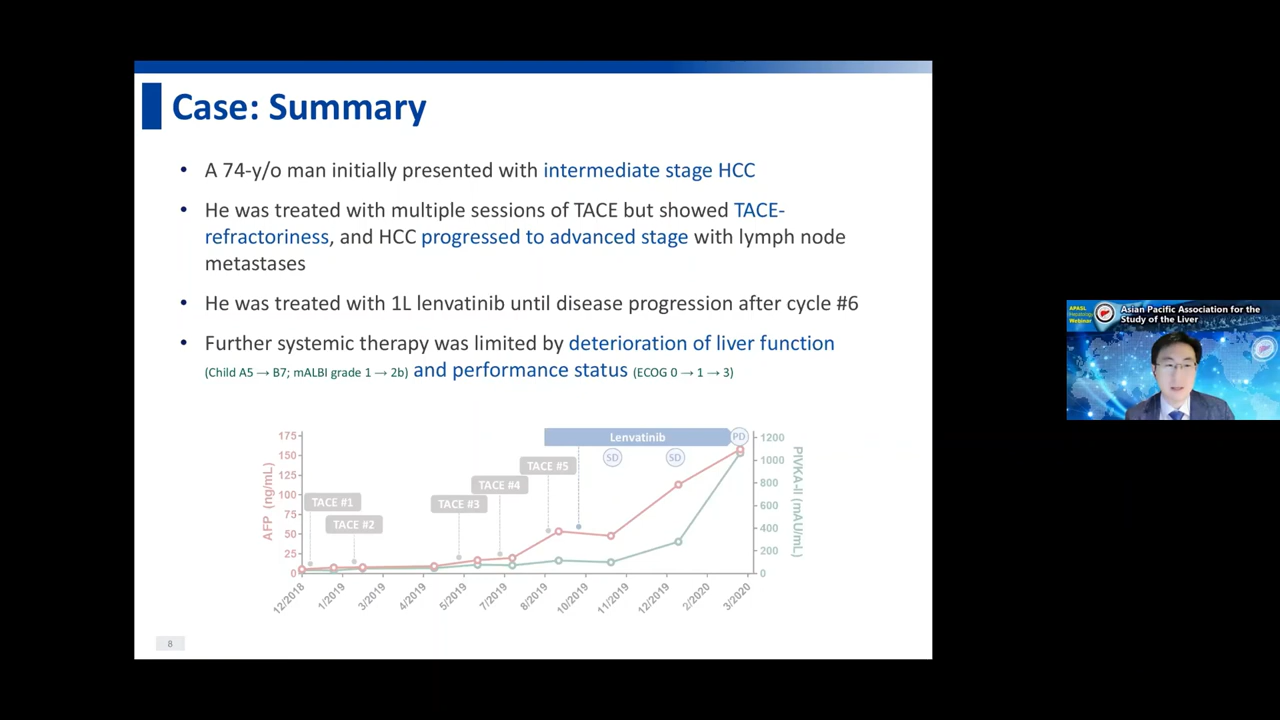 Case: Summary
• A 74-y/o man initially presented with intermediate stage HCC
• He was treated with multiple sessions of TACE but showed TACE-
refractoriness, and HCC progressed to advanced stage with lymph node
metastases
• He was treated with 1L lenvatinib until disease progression after cycle #6
• Further systemic therapy was limited by deterioration of liver function
(Child A5 → B7; mALBI grade 1 → 2b) and performance status (ECOG 0 → 1 → 3)
AFP (ng/mL)
175
150
125
100
75
50
25
0
TACE #1
TACE #2
TACE #3
TACE #4
TACE #5
Lenvatinib
SD
SD
PD
1200
1000
800
600
400
200
0
PIVKA-II (mAU/mL)
12/2018
1/2019
3/2019
4/2019
5/2019
7/2019
8/2019
10/2019
11/2019
12/2019
2/2020
3/2020
8
APASL
Hepatology
Webinar
Asian Pacific Association for the
Study of the Liver